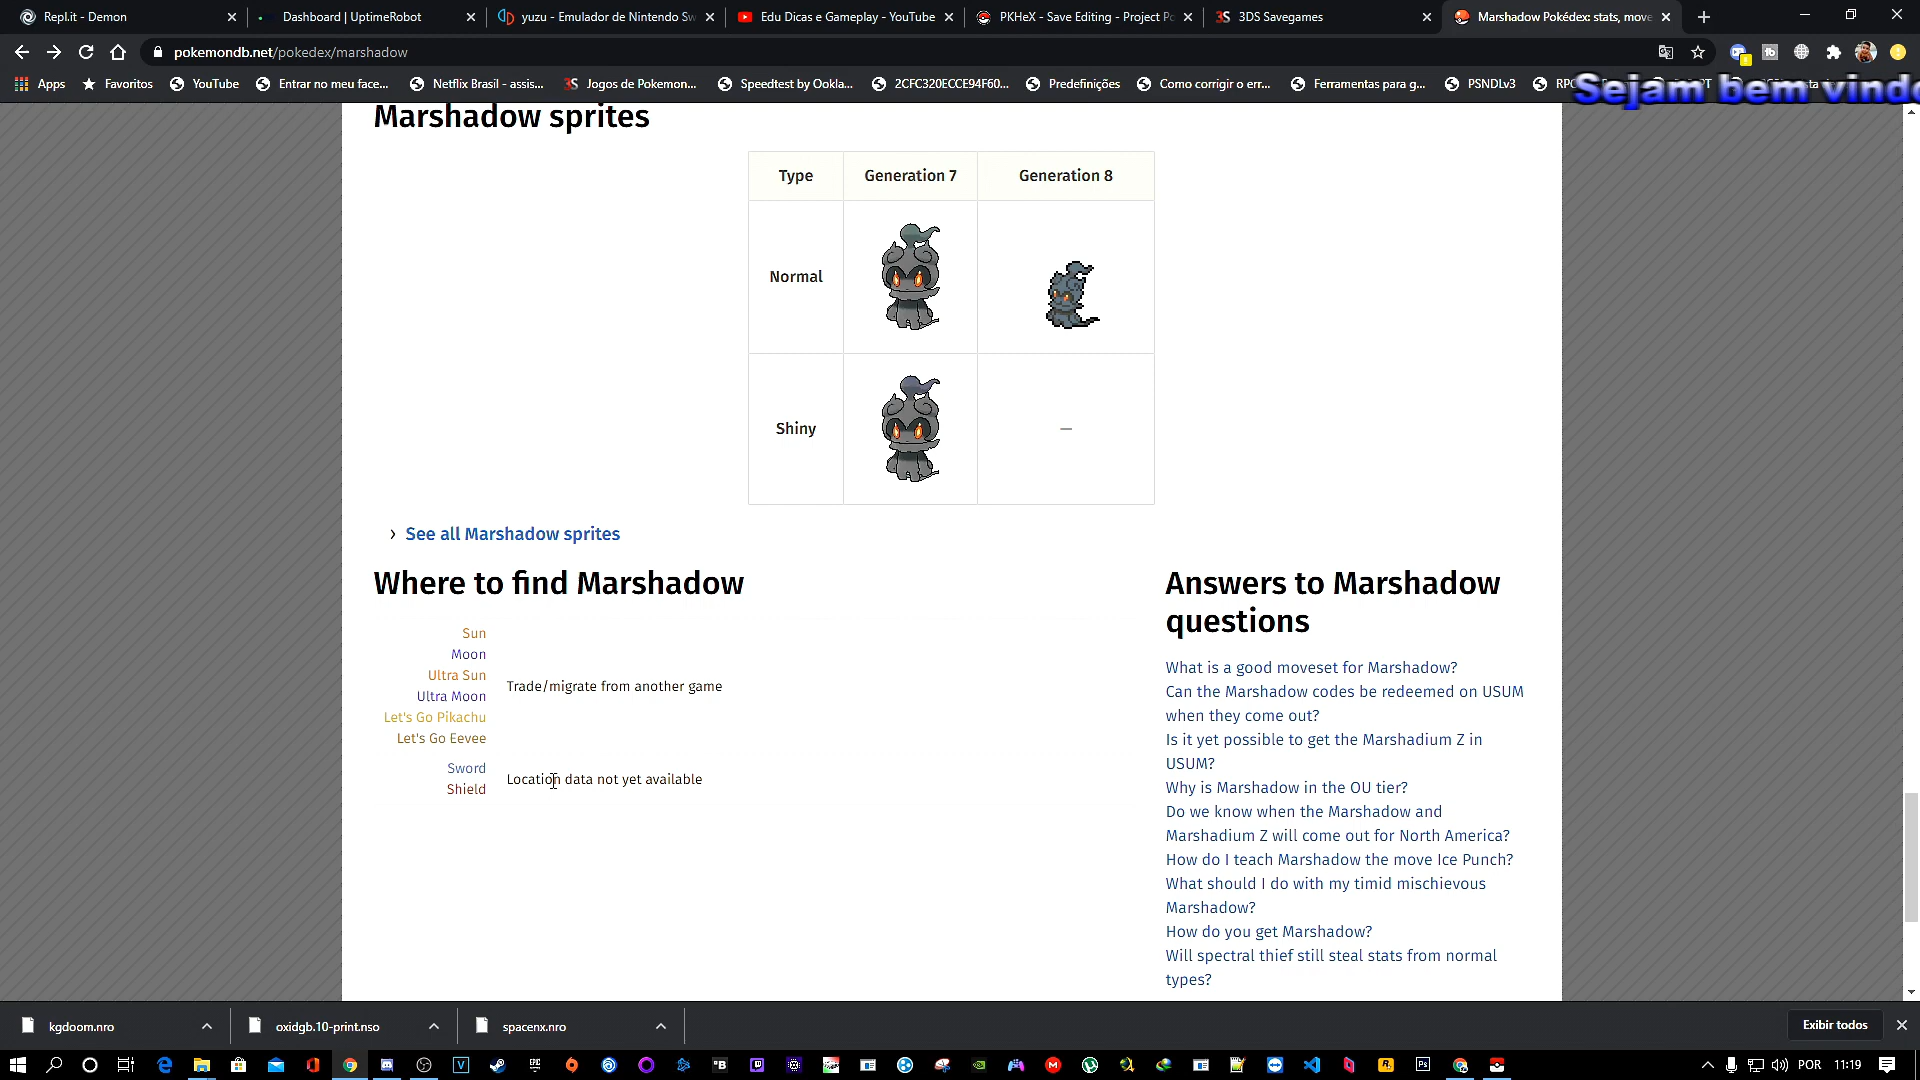 Repl.it - Demon
Dashboard | UptimeRobot
yuzu - Emulador de Nintendo Sw
Edu Dicas e Gameplay - YouTube
PKHeX - Save Editing - Project Po
3DS Savegames
Marshadow Pokédex: stats, move
pokemondb.net/pokedex/marshadow
Apps
Favoritos
YouTube
Entrar no meu face...
Netflix Brasil - assis...
Jogos de Pokemon...
Speedtest by Ookla...
2CFC320ECCE94F60...
Predefinições
Como corrigir o err...
Ferramentas para g...
PSNDLv3
Sejam bem vindo
Marshadow sprites
Type Generation 7 Generation 8
Normal
Shiny —
› See all Marshadow sprites
Where to find Marshadow
Sun
Moon
Ultra Sun
Ultra Moon
Let's Go Pikachu
Let's Go Eevee
Trade/migrate from another game
Sword
Shield
Location data not yet available
Answers to Marshadow
questions
What is a good moveset for Marshadow?
Can the Marshadow codes be redeemed on USUM
when they come out?
Is it yet possible to get the Marshadium Z in
USUM?
Why is Marshadow in the OU tier?
Do we know when the Marshadow and
Marshadium Z will come out for North America?
How do I teach Marshadow the move Ice Punch?
What should I do with my timid mischievous
Marshadow?
How do you get Marshadow?
Will spectral thief still steal stats from normal
types?
kgdoom.nro
oxidgb.10-print.nso
spacenx.nro
Exibir todos
POR
11:19